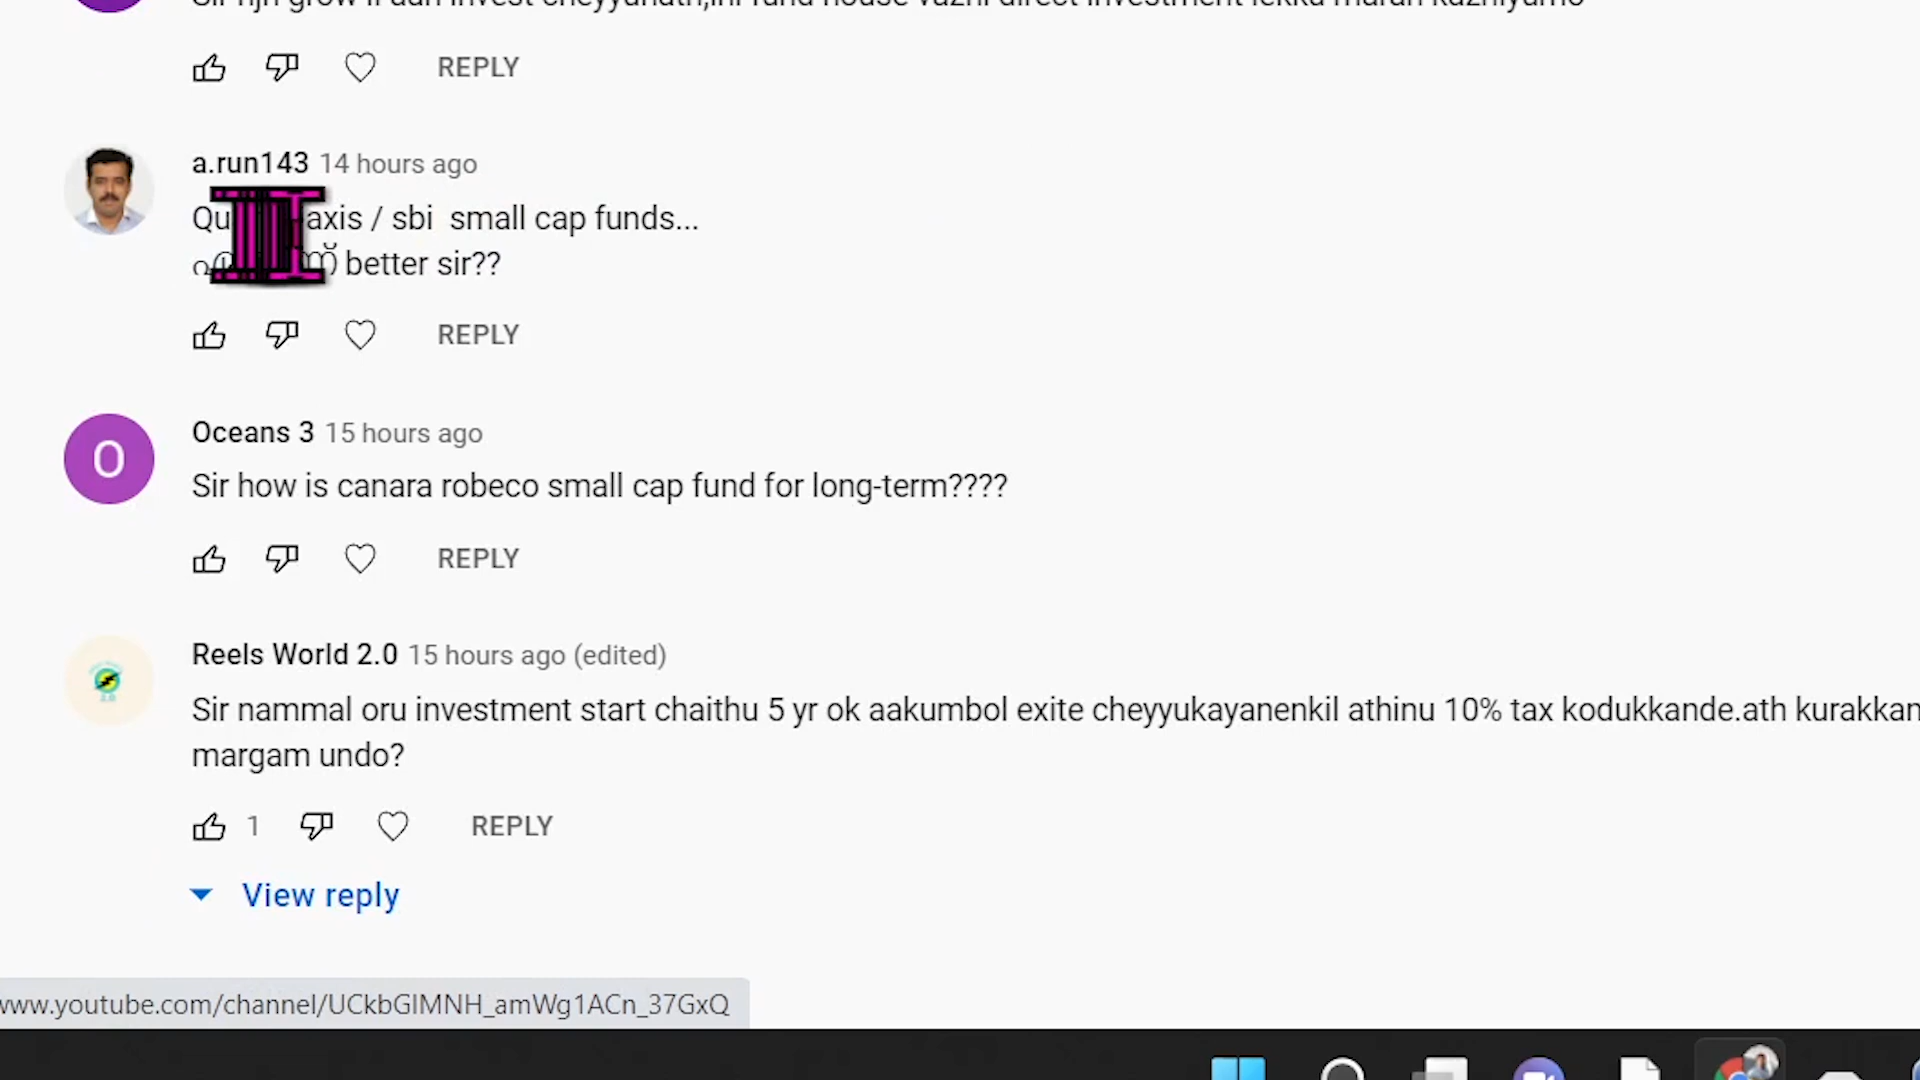 REPLY
a.run143 14 hours ago
axis / sbi small cap funds...
better sir??
REPLY
O
Oceans 3 15 hours ago
Sir how is canara robeco small cap fund for long-term????
REPLY
Reels World 2.0 15 hours ago (edited)
Sir nammal oru investment start chaithu 5 yr ok aakumbol exite cheyyukayanenkil athinu 10% tax kodukkande.ath
margam undo?
1 REPLY
View reply
www.youtube.com/channel/UCkbGlMNH_amWg1ACn_37GxQ